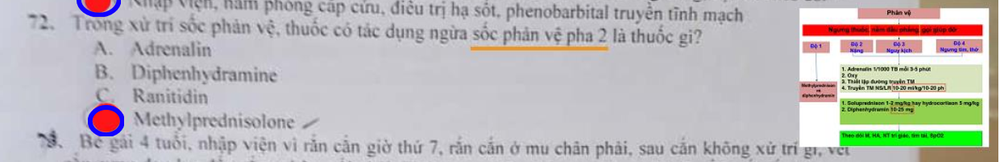 Nhập viện, nằm phòng cấp cứu, điều trị hạ sốt, phenobarbital truyền tĩnh mạch
72. Trong xử trí sốc phản vệ, thuốc có tác dụng ngừa sốc phản vệ pha 2 là thuốc gì?
A. Adrenalin
B. Diphenhydramine
C. Ranitidin
Methylprednisolone
Bé gái 4 tuổi, nhập viện vì rắn cắn giờ thứ 7, rắn cắn ở mu chân phải, sau cắn không xử trí gì, vết
Phản vệ
Ngưng thuốc, nằm đầu phẳng, gọi giúp đỡ
Độ 1
Độ 2
Nặng
Độ 3
Nguy kịch
Độ 4
Ngưng tim, thở
Methylprednison
và
diphenhydramin
1. Adrenalin 1/1000 TB mỗi 3-5 phút
2. Oxy
3. Thiết lập đường truyền TM
4. Truyền TM NS/LR 10-20 ml/kg/10-20 ph
1. Soluprednison 1-2 mg/kg hay hydrocortison 5 mg/kg
2. Diphenhydramin 10-25 mg
Theo dõi M, HA, NT tri giác, tim tái, SpO2